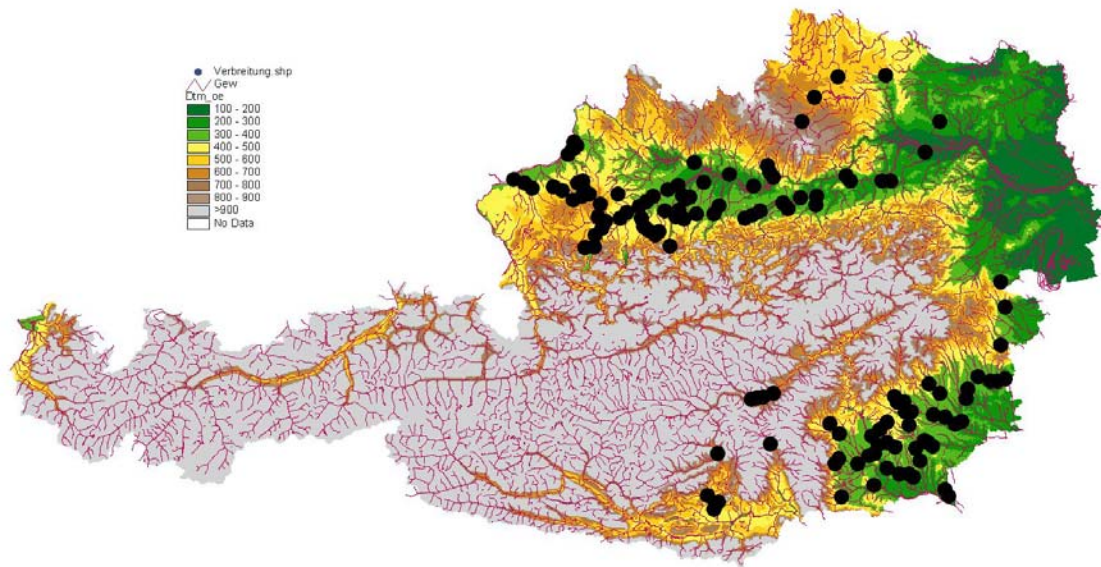 Verbreitung.shp
Gew
Dtm_oe
100 - 200
200 - 300
300 - 400
400 - 500
500 - 600
600 - 700
700 - 800
800 - 900
>900
No Data